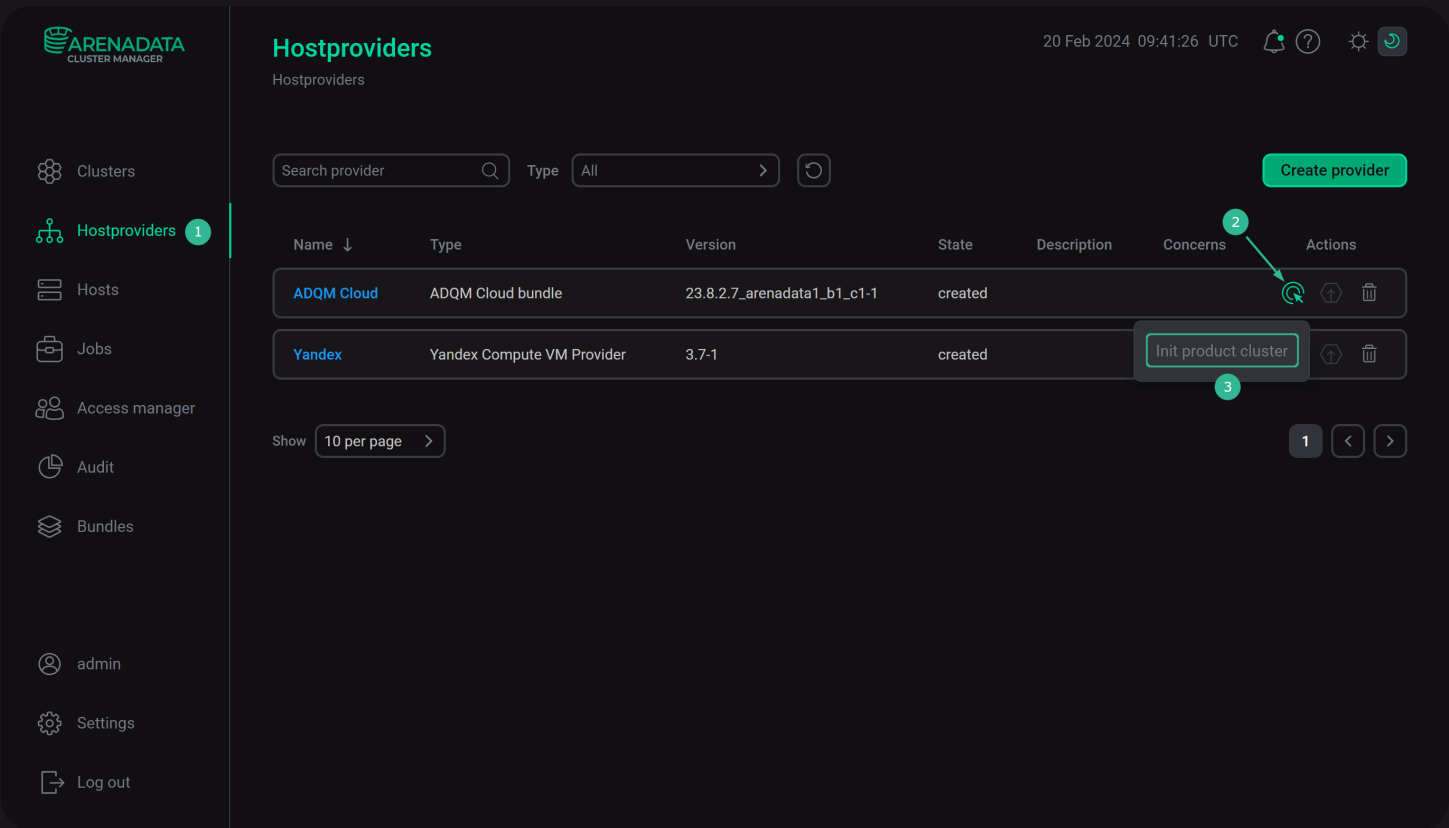 ARENADATA
CLUSTER MANAGER
Hostproviders
Hostproviders
20 Feb 2024 09:41:26 UTC
?
Clusters
Hostproviders 1
Hosts
Jobs
Access manager
Audit
Bundles
admin
Settings
Log out
Search provider
Type
All
Create provider
2
Name ↓ Type Version State Description Concerns Actions
ADQM Cloud ADQM Cloud bundle 23.8.2.7_arenadata1_b1_c1-1 created
Yandex Yandex Compute VM Provider 3.7-1 created
Init product cluster
3
Show 10 per page
1